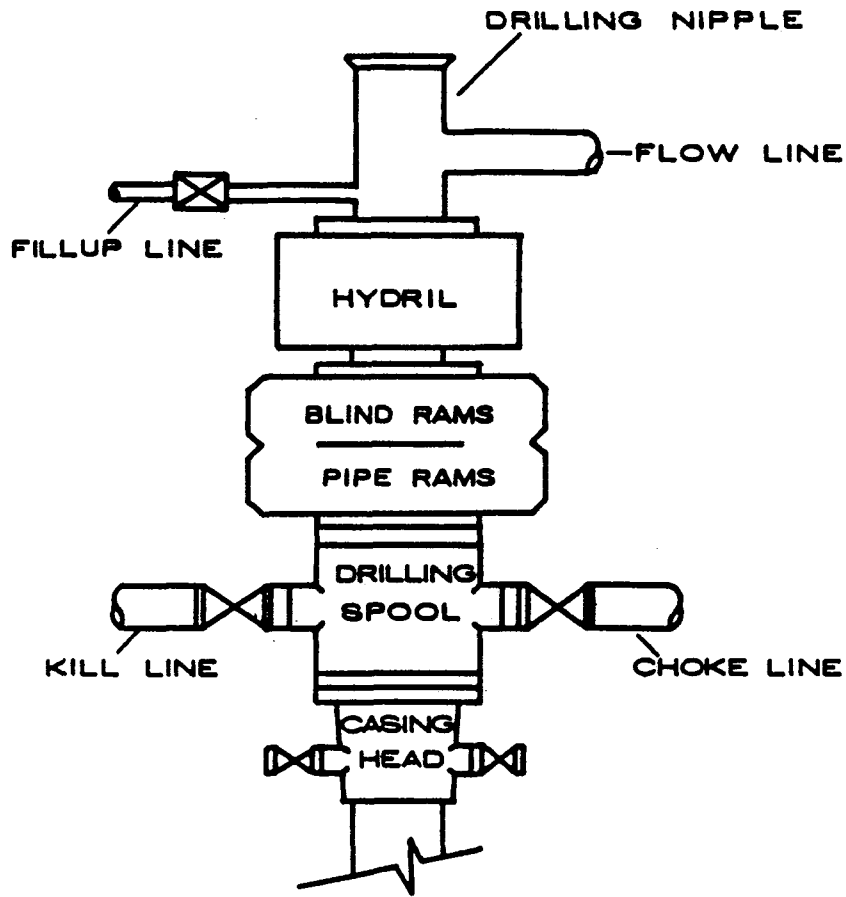 DRILLING NIPPLE
FLOW LINE
FILLUP LINE
HYDRIL
BLIND RAMS
PIPE RAMS
DRILLING
SPOOL
KILL LINE
CHOKE LINE
CASING
HEAD